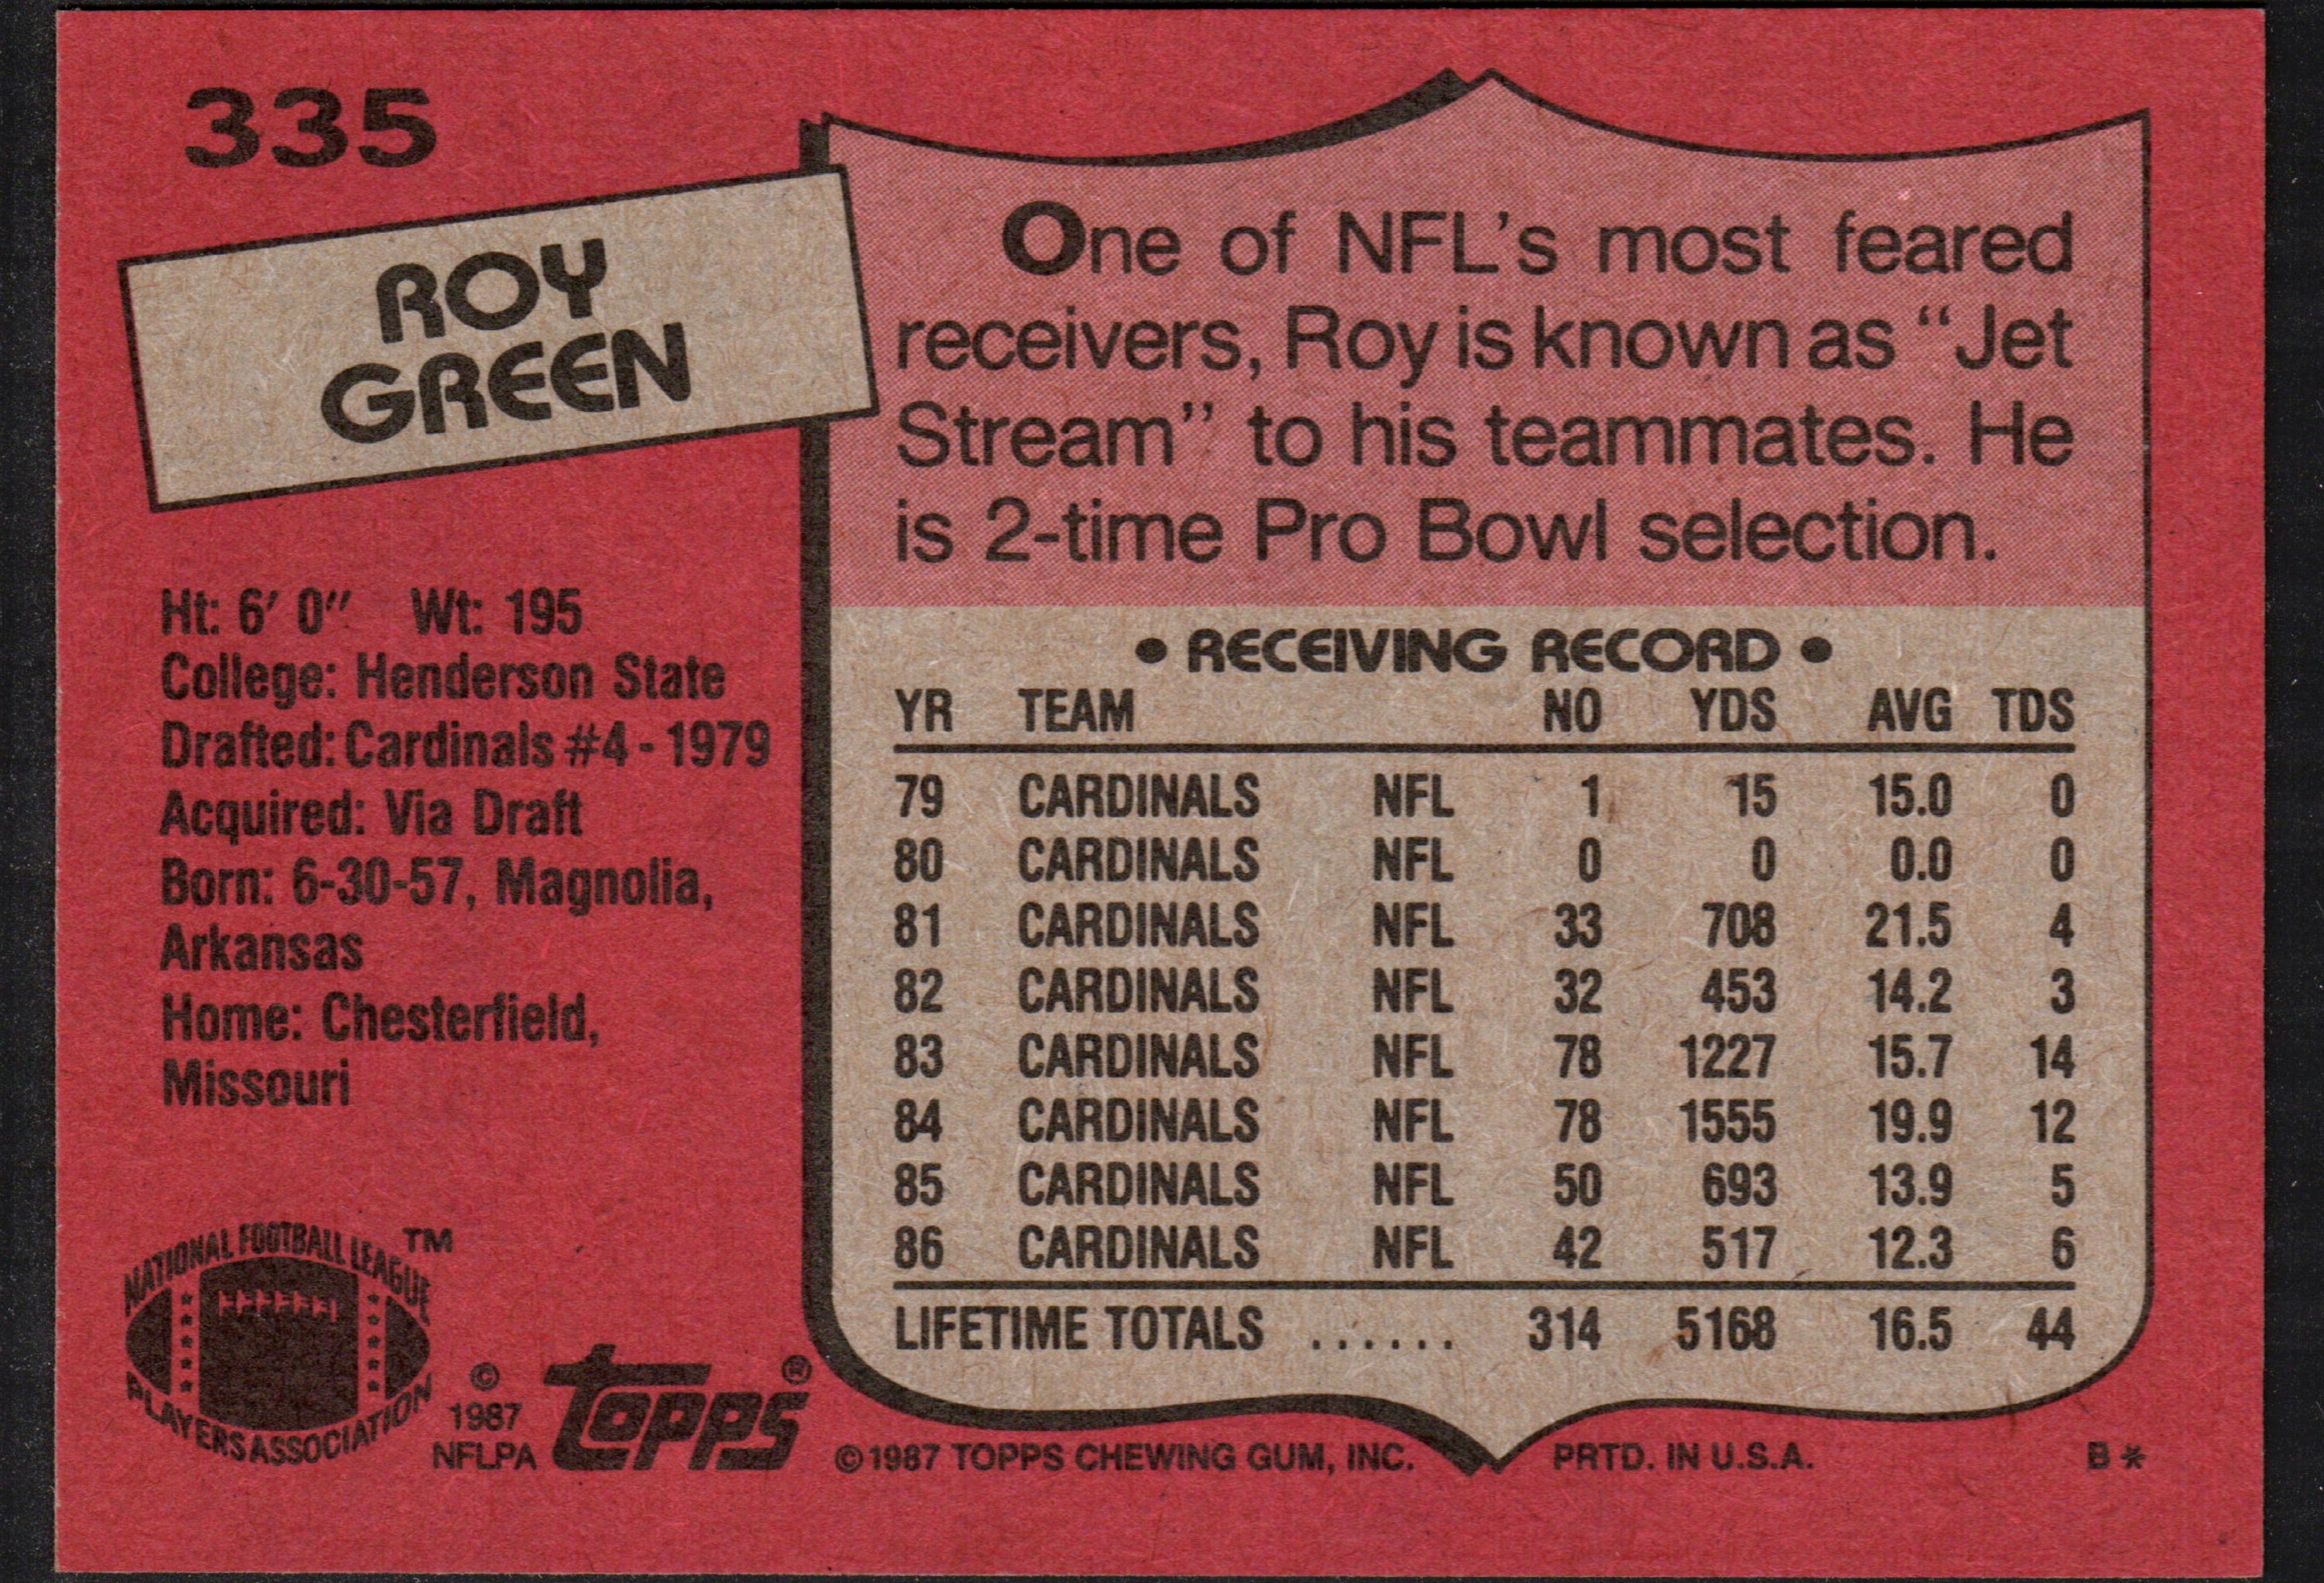 335
ROY
GREEN
One of NFL's most feared
receivers, Roy is known as “Jet
Stream” to his teammates. He
is 2-time Pro Bowl selection.
Ht: 6′ 0″ Wt: 195
College: Henderson State
Drafted: Cardinals #4 - 1979
Acquired: Via Draft
Born: 6-30-57, Magnolia,
Arkansas
Home: Chesterfield,
Missouri
• RECEIVING RECORD •
YR TEAM NO YDS AVG TDS
79 CARDINALS NFL 1 15 15.0 0
80 CARDINALS NFL 0 0 0.0 0
81 CARDINALS NFL 33 708 21.5 4
82 CARDINALS NFL 32 453 14.2 3
83 CARDINALS NFL 78 1227 15.7 14
84 CARDINALS NFL 78 1555 19.9 12
85 CARDINALS NFL 50 693 13.9 5
86 CARDINALS NFL 42 517 12.3 6
LIFETIME TOTALS ...... 314 5168 16.5 44
NATIONAL FOOTBALL LEAGUE ™
PLAYERS ASSOCIATION
©
1987
NFLPA
TOPPS ®
© 1987 TOPPS CHEWING GUM, INC. PRTD. IN U.S.A. B *